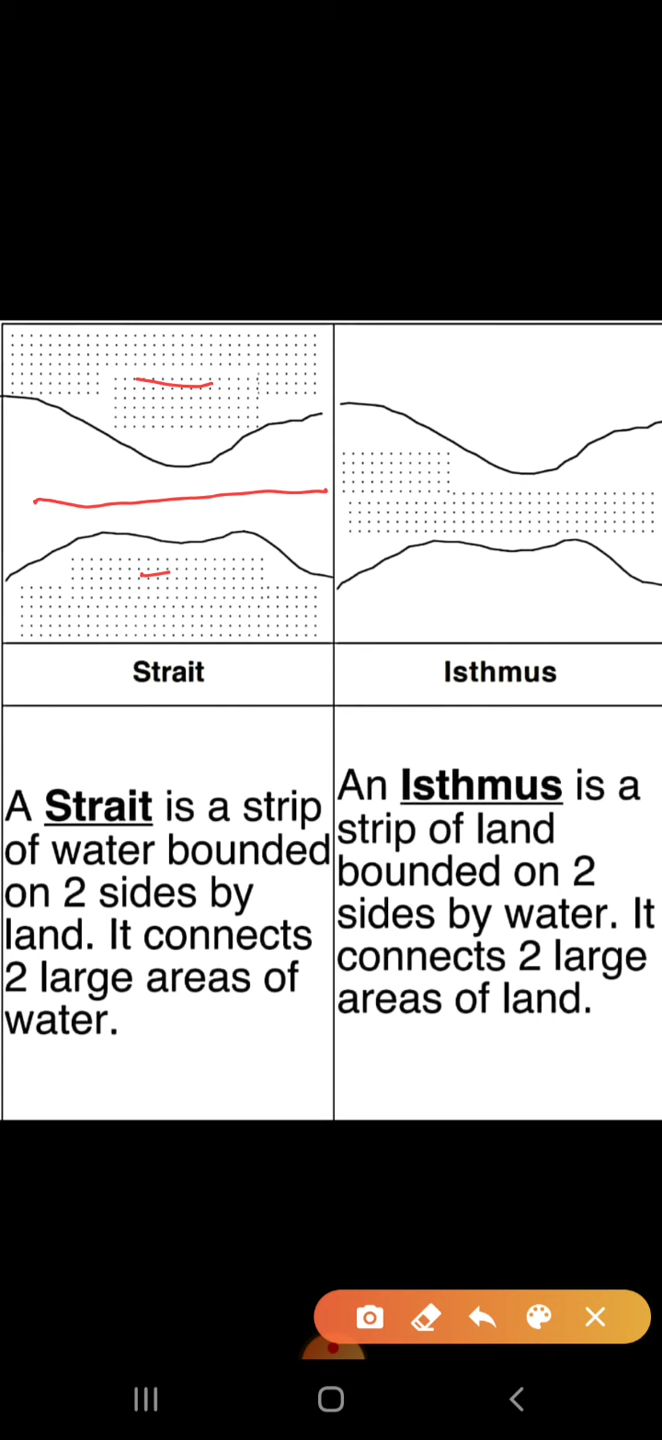 Strait
Isthmus
A Strait is a strip
of water bounded
on 2 sides by
land. It connects
2 large areas of
water.
An Isthmus is a
strip of land
bounded on 2
sides by water. It
connects 2 large
areas of land.